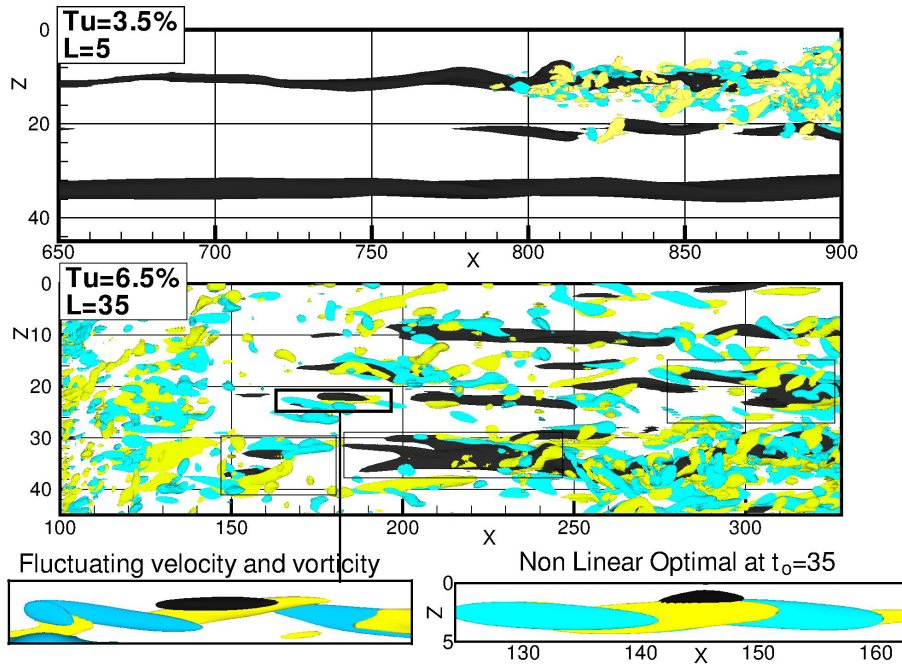 Tu=3.5%
L=5
0
20
40
Z
650
700
750
800
850
900
X
Tu=6.5%
L=35
0
10
20
30
40
Z
100
150
200
250
300
X
Fluctuating velocity and vorticity
Non Linear Optimal at to=35
0
5
Z
130
140
150
160
X